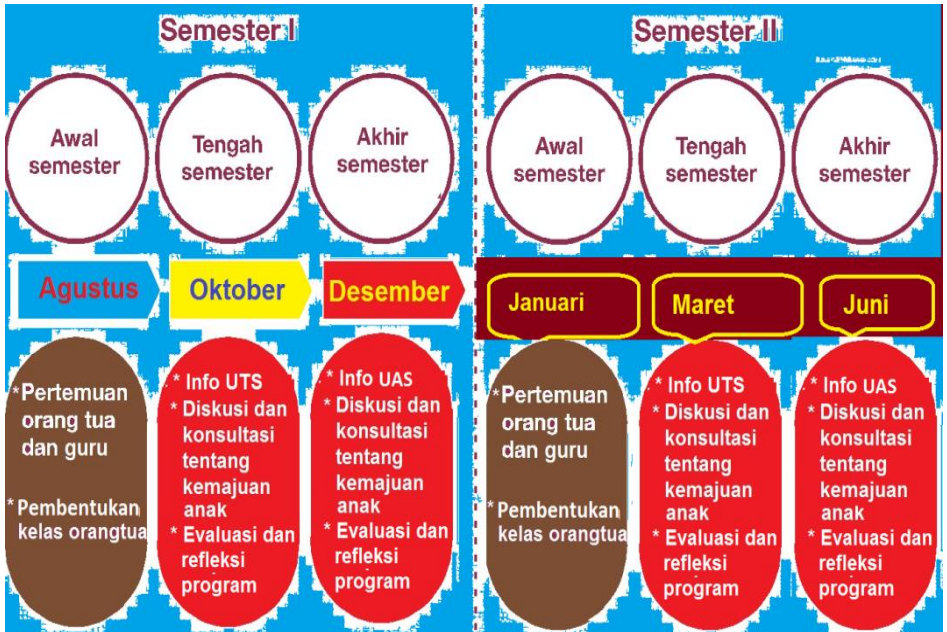 Semester I
Awal
semester
Tengah
semester
Akhir
semester
Agustus
Oktober
Desember
*Pertemuan
orang tua
dan guru
*Pembentukan
kelas orangtua
* Info UTS
* Diskusi dan
konsultasi
tentang
kemajuan
anak
* Evaluasi dan
refleksi
program
* Info UAS
* Diskusi dan
konsultasi
tentang
kemajuan
anak
* Evaluasi dan
refleksi
program
Semester II
Awal
semester
Tengah
semester
Akhir
semester
Januari
Maret
Juni
*Pertemuan
orang tua
dan guru
*Pembentukan
kelas orangtua
* Info UTS
* Diskusi dan
konsultasi
tentang
kemajuan
anak
* Evaluasi dan
refleksi
program
* Info UAS
* Diskusi dan
konsultasi
tentang
kemajuan
anak
* Evaluasi dan
refleksi
program